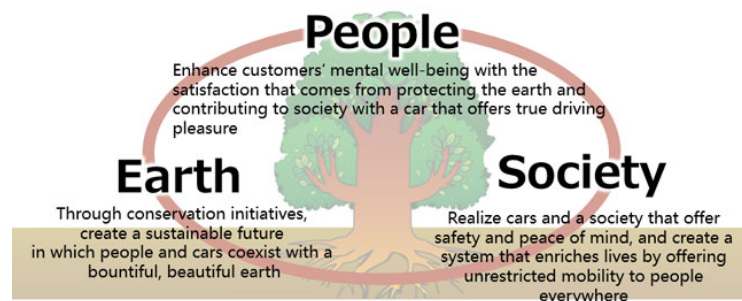 People
Enhance customers' mental well-being with the
satisfaction that comes from protecting the earth and
contributing to society with a car that offers true driving
pleasure
Earth
Through conservation initiatives,
create a sustainable future
in which people and cars coexist with a
bountiful, beautiful earth
Society
Realize cars and a society that offer
safety and peace of mind, and create a
system that enriches lives by offering
unrestricted mobility to people
everywhere